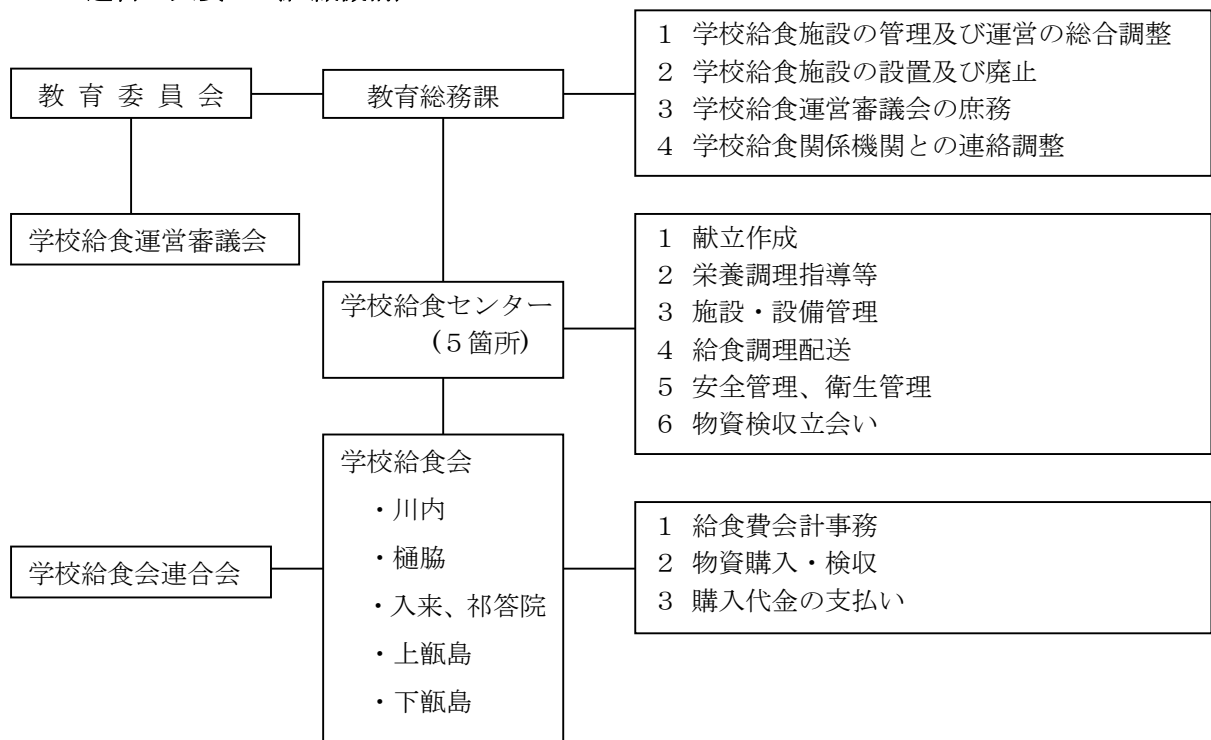 教 育 委 員 会
教育総務課
１ 学校給食施設の管理及び運営の総合調整
２ 学校給食施設の設置及び廃止
３ 学校給食運営審議会の庶務
４ 学校給食関係機関との連絡調整
学校給食運営審議会
学校給食センター
(５箇所)
１ 献立作成
２ 栄養調理指導等
３ 施設・設備管理
４ 給食調理配送
５ 安全管理、衛生管理
６ 物資検収立会い
学校給食会連合会
学校給食会
・川内
・樋脇
・入来、祁答院
・上甑島
・下甑島
１ 給食費会計事務
２ 物資購入・検収
３ 購入代金の支払い